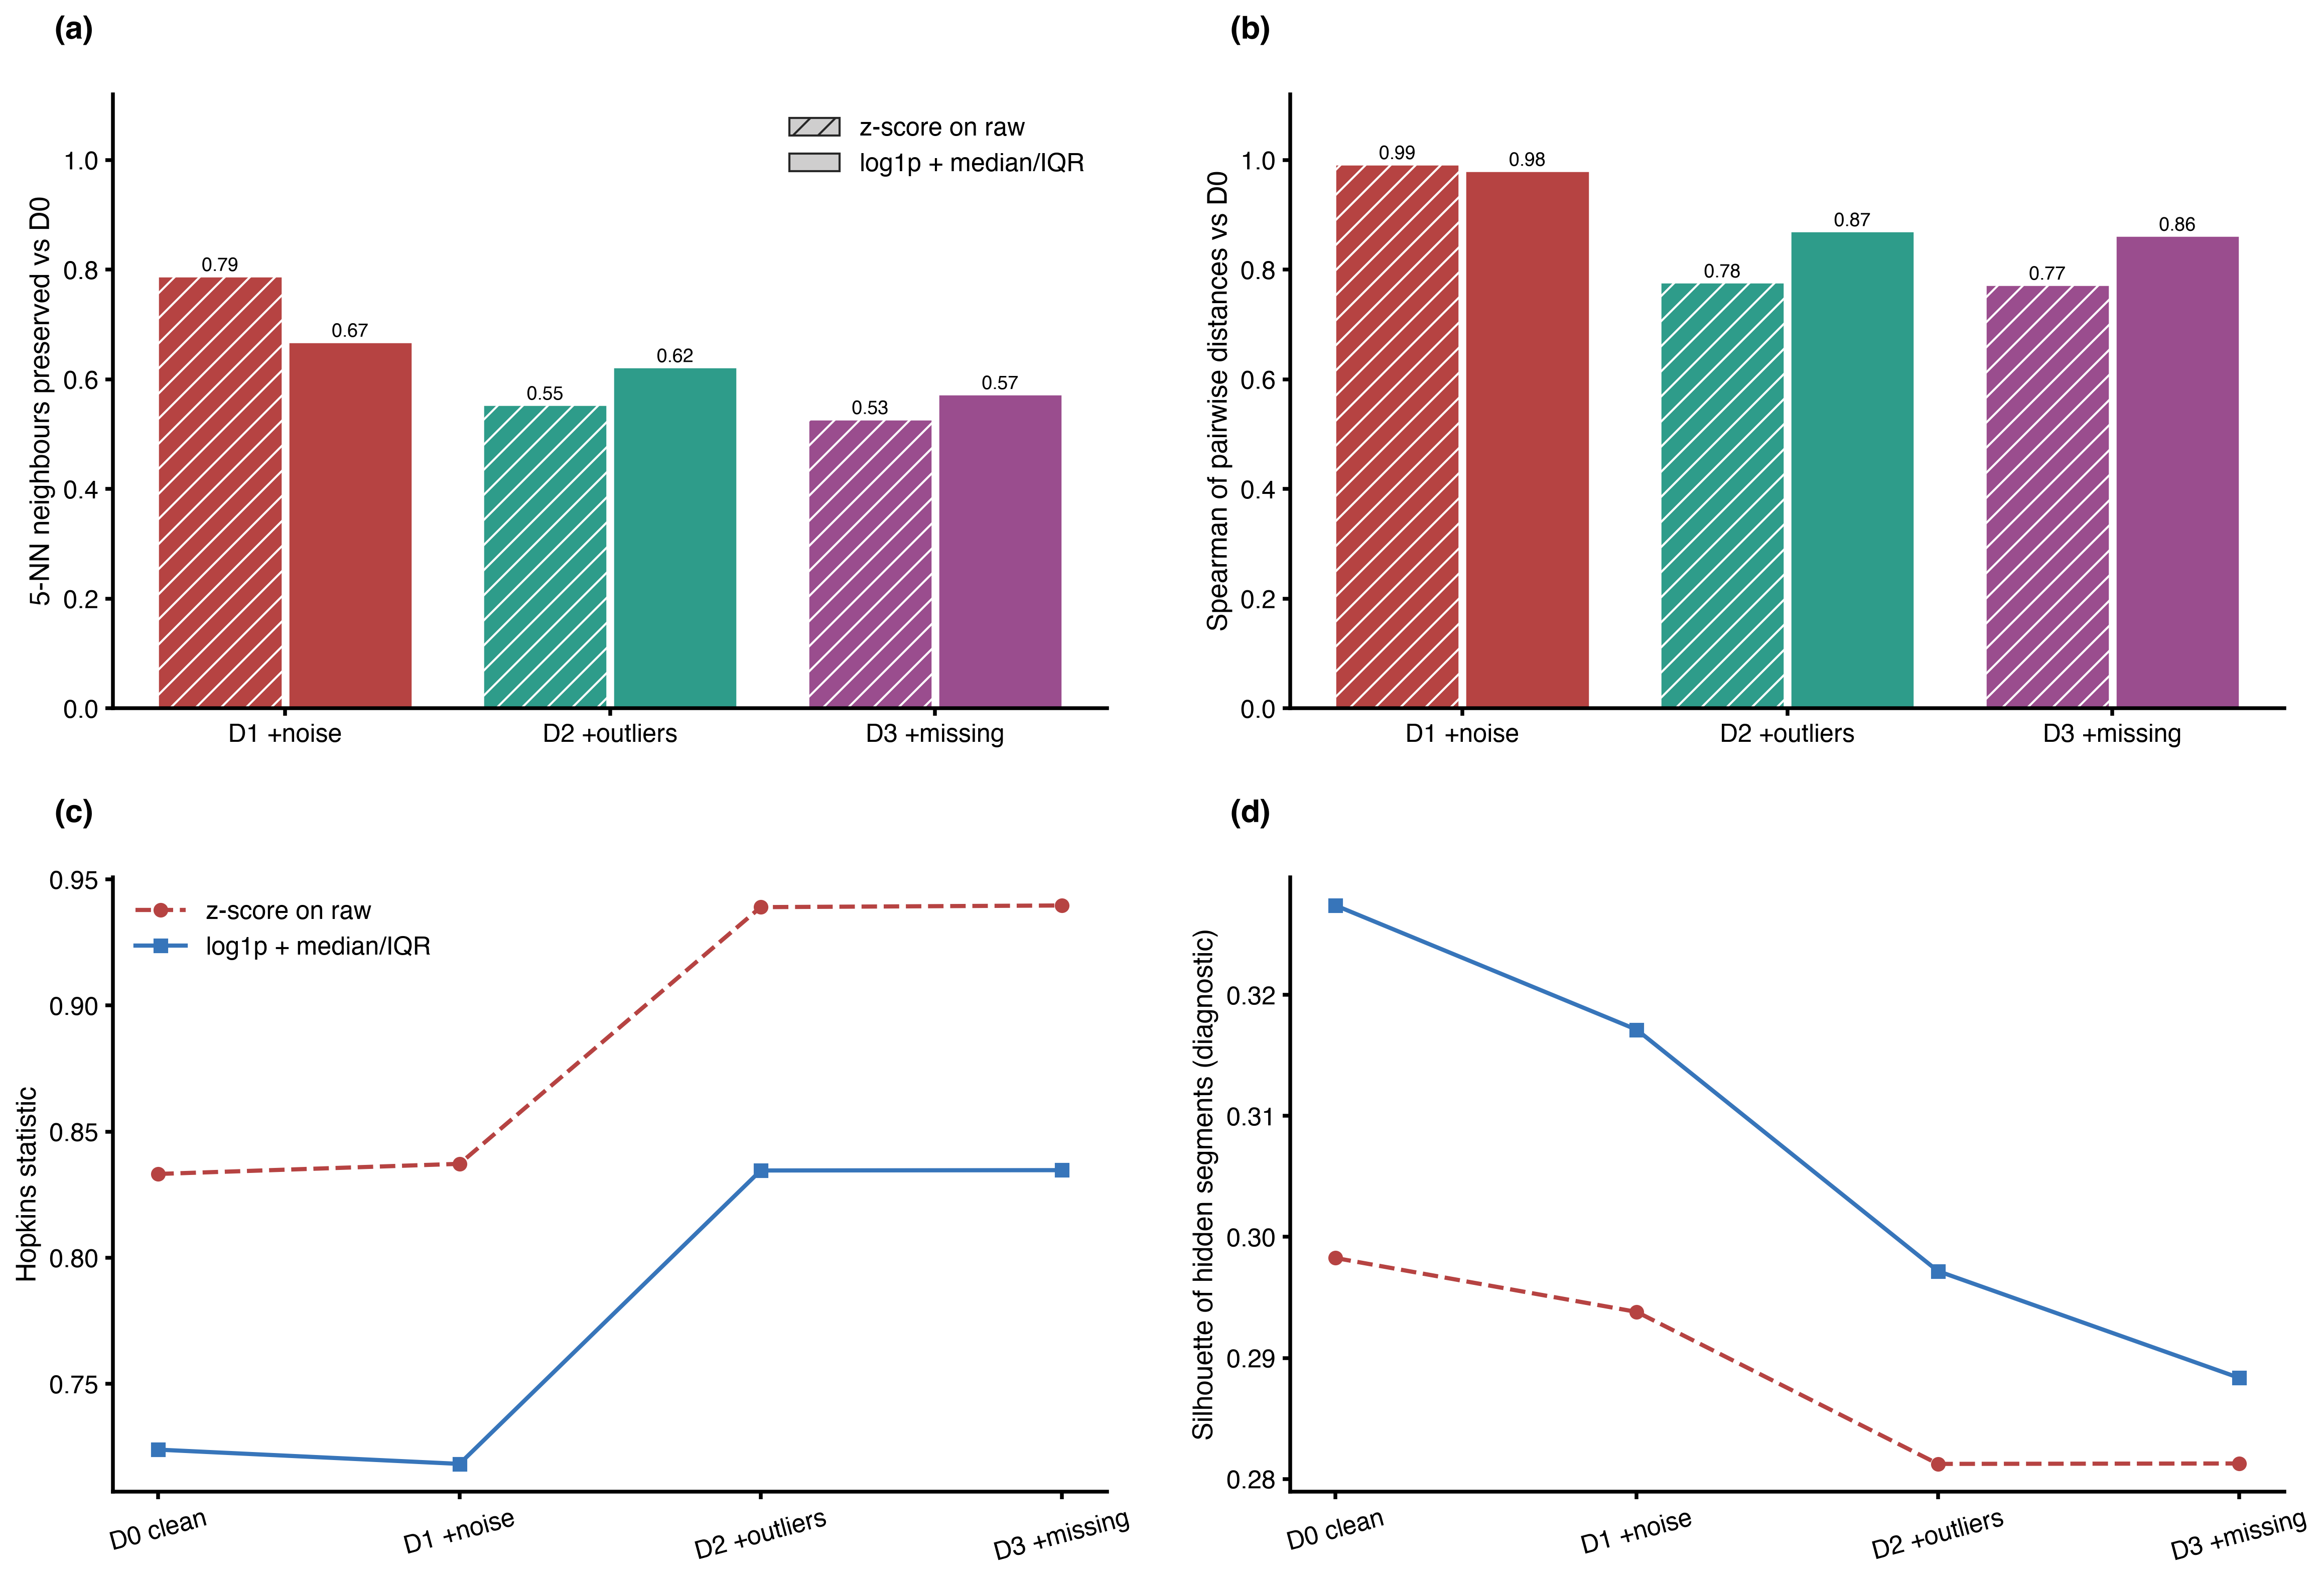 (a)
5-NN neighbours preserved vs D0
1.0
0.8
0.6
0.4
0.2
0.0
z-score on raw
log1p + median/IQR
0.79
0.67
0.55
0.62
0.53
0.57
D1 +noise
D2 +outliers
D3 +missing
(b)
Spearman of pairwise distances vs D0
1.0
0.8
0.6
0.4
0.2
0.0
0.99
0.98
0.78
0.87
0.77
0.86
D1 +noise
D2 +outliers
D3 +missing
(c)
Hopkins statistic
0.95
0.90
0.85
0.80
0.75
z-score on raw
log1p + median/IQR
D0 clean
D1 +noise
D2 +outliers
D3 +missing
(d)
Silhouette of hidden segments (diagnostic)
0.32
0.31
0.30
0.29
0.28
D0 clean
D1 +noise
D2 +outliers
D3 +missing